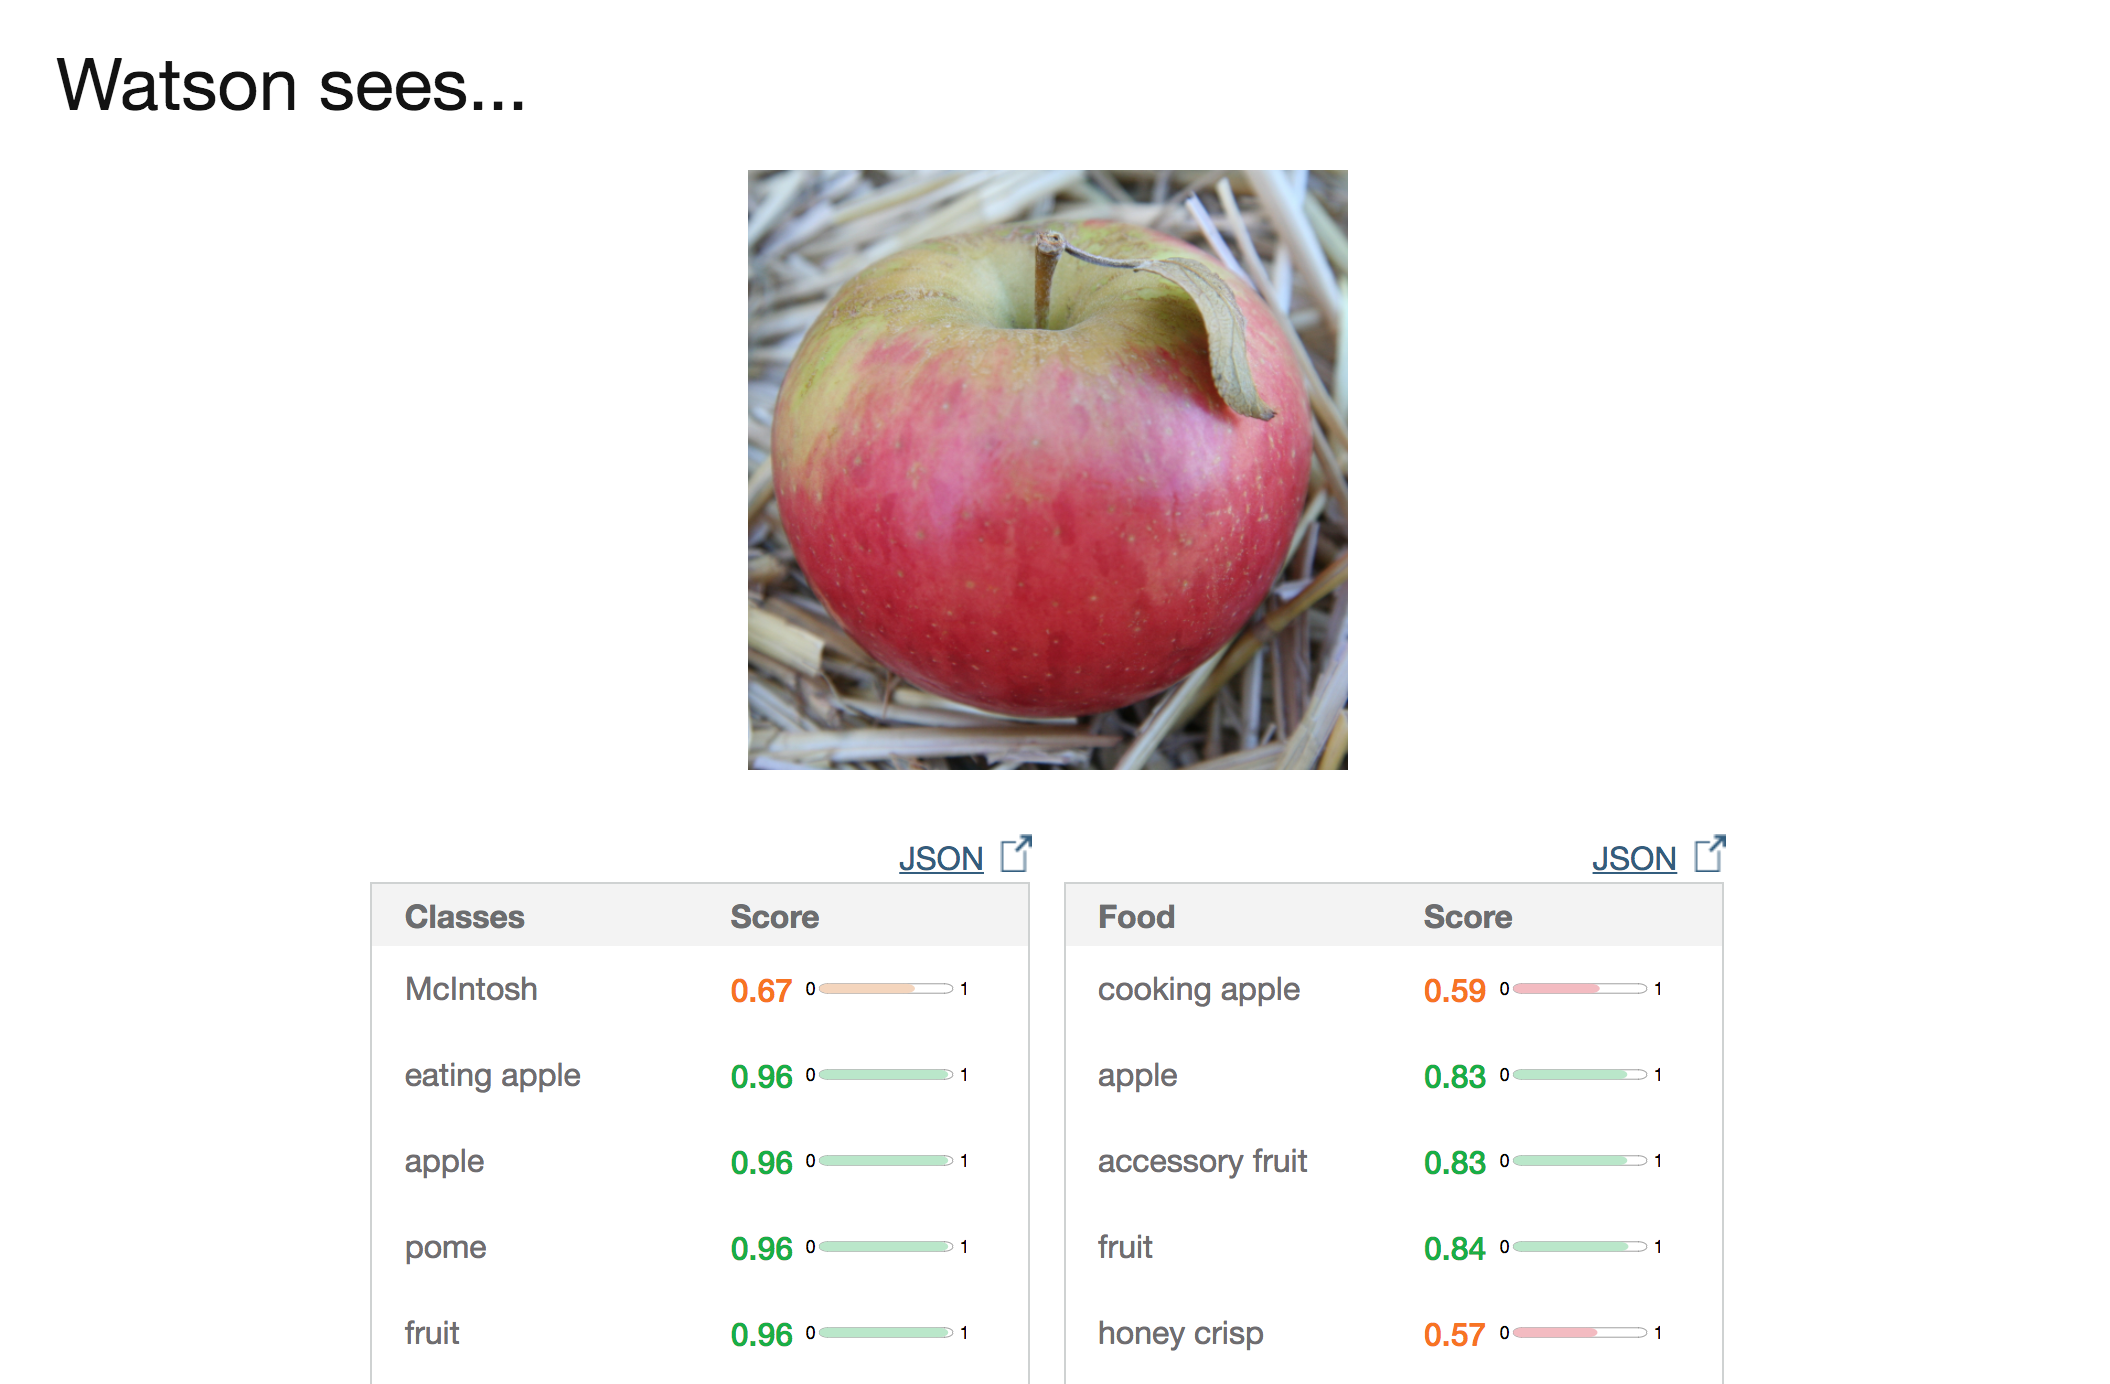 Watson sees...
JSON
Classes Score
McIntosh 0.67 0 1
eating apple 0.96 0 1
apple 0.96 0 1
pome 0.96 0 1
fruit 0.96 0 1
JSON
Food Score
cooking apple 0.59 0 1
apple 0.83 0 1
accessory fruit 0.83 0 1
fruit 0.84 0 1
honey crisp 0.57 0 1